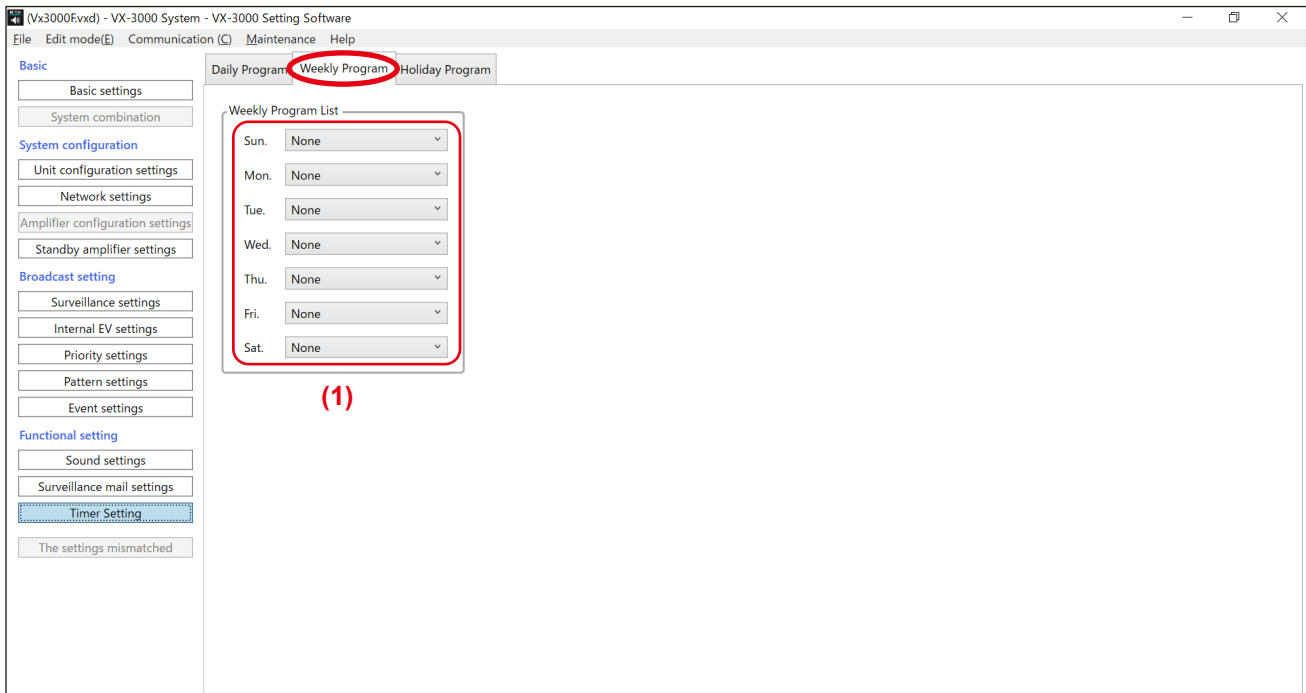 (Vx3000F.vxd) - VX-3000 System - VX-3000 Setting Software
File Edit mode(E) Communication (C) Maintenance Help
Basic
Basic settings
System combination
System configuration
Unit configuration settings
Network settings
Amplifier configuration settings
Standby amplifier settings
Broadcast setting
Surveillance settings
Internal EV settings
Priority settings
Pattern settings
Event settings
Functional setting
Sound settings
Surveillance mail settings
Timer Setting
The settings mismatched
Daily Program Weekly Program Holiday Program
Weekly Program List
Sun. None
Mon. None
Tue. None
Wed. None
Thu. None
Fri. None
Sat. None
(1)